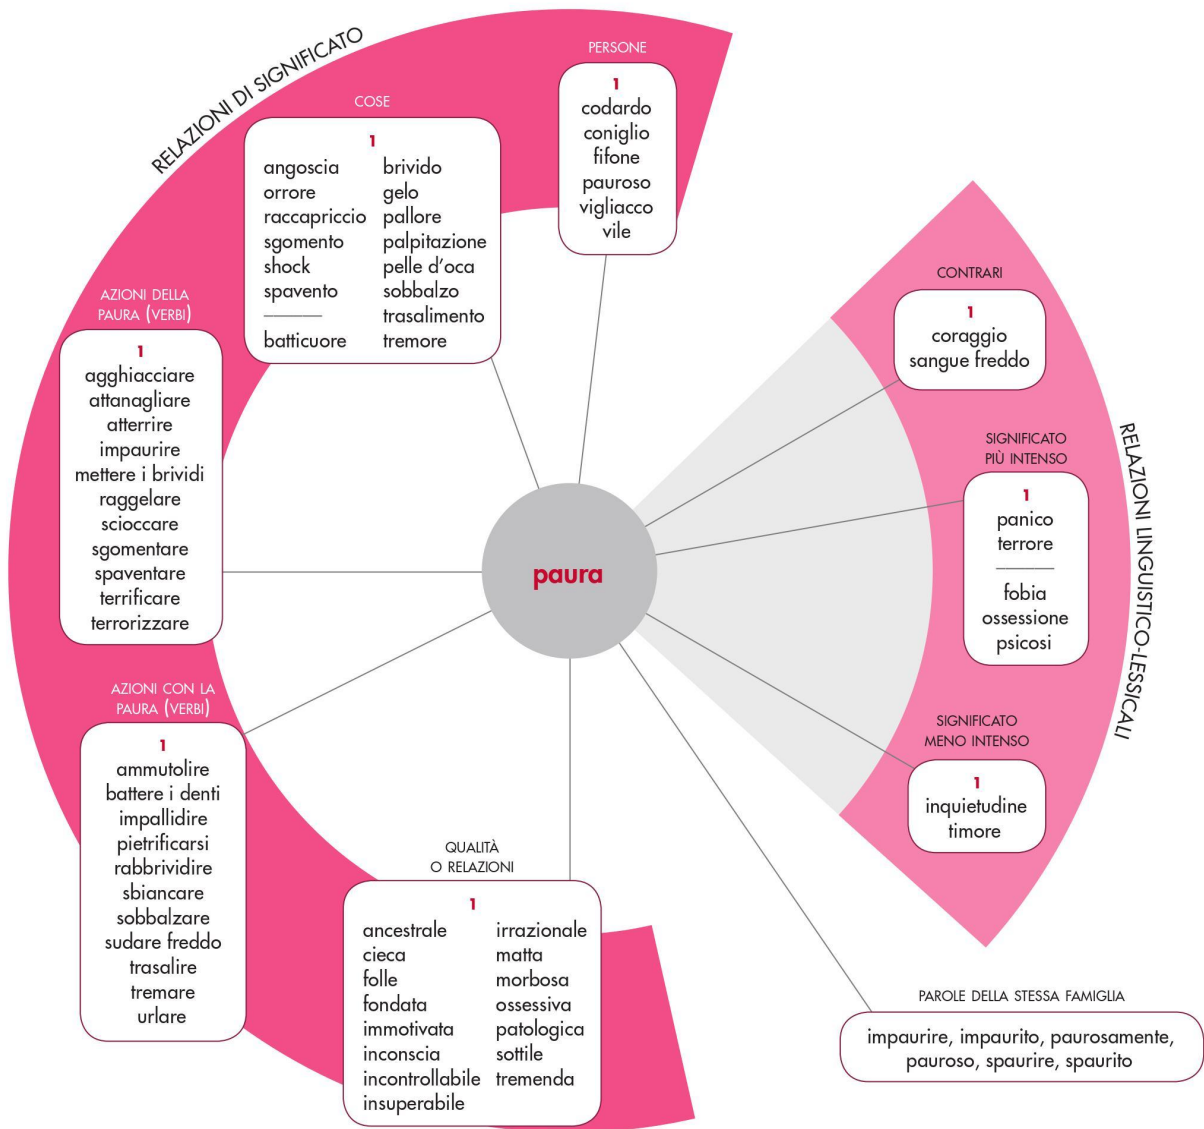 RELAZIONI DI SIGNIFICATO
PERSONE
1
codardo
coniglio
fifone
pauroso
vigliacco
vile
COSE
1
angoscia
orrore
raccapriccio
sgomento
shock
spavento
batticuore
brivido
gelo
pallore
palpitazione
pelle d'oca
sobbalzo
trasalimento
tremore
AZIONI DELLA
PAURA (VERBI)
1
agghiacciare
attanagliare
atterrire
impaurire
mettere i brividi
raggelare
scioccare
sgomentare
spaventare
terrificare
terrorizzare
AZIONI CON LA
PAURA (VERBI)
1
ammutolire
battere i denti
impallidire
pietrificarsi
rabbrividire
sbiancare
sobbalzare
sudare freddo
trasalire
tremare
urlare
QUALITÀ
O RELAZIONI
1
ancestrale
cieca
folle
fondata
immotivata
inconscia
incontrollabile
insuperabile
irrazionale
matta
morbosa
ossessiva
patologica
sottile
tremenda
paura
RELAZIONI LINGUISTICO-LESSICALI
CONTRARI
1
coraggio
sangue freddo
SIGNIFICATO
PIÙ INTENSO
1
panico
terrore
fobia
ossessione
psicosi
SIGNIFICATO
MENO INTENSO
1
inquietudine
timore
PAROLE DELLA STESSA FAMIGLIA
impaurire, impaurito, paurosamente,
pauroso, spaurire, spaurito